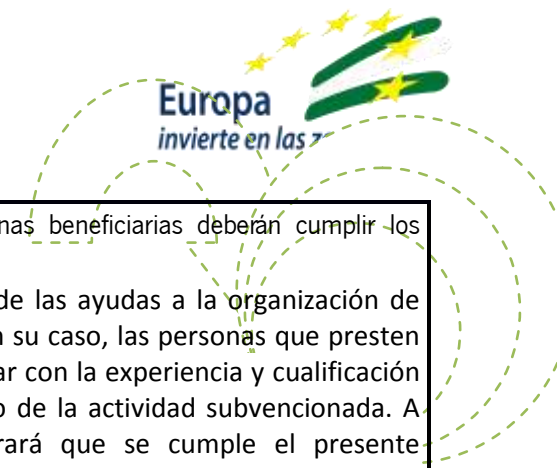 Europa
invierte en las
nas beneficiarias deberán cumplir los
de las ayudas a la organización de
su caso, las personas que presten
ar con la experiencia y cualificación
de la actividad subvencionada. A
rará que se cumple el presente